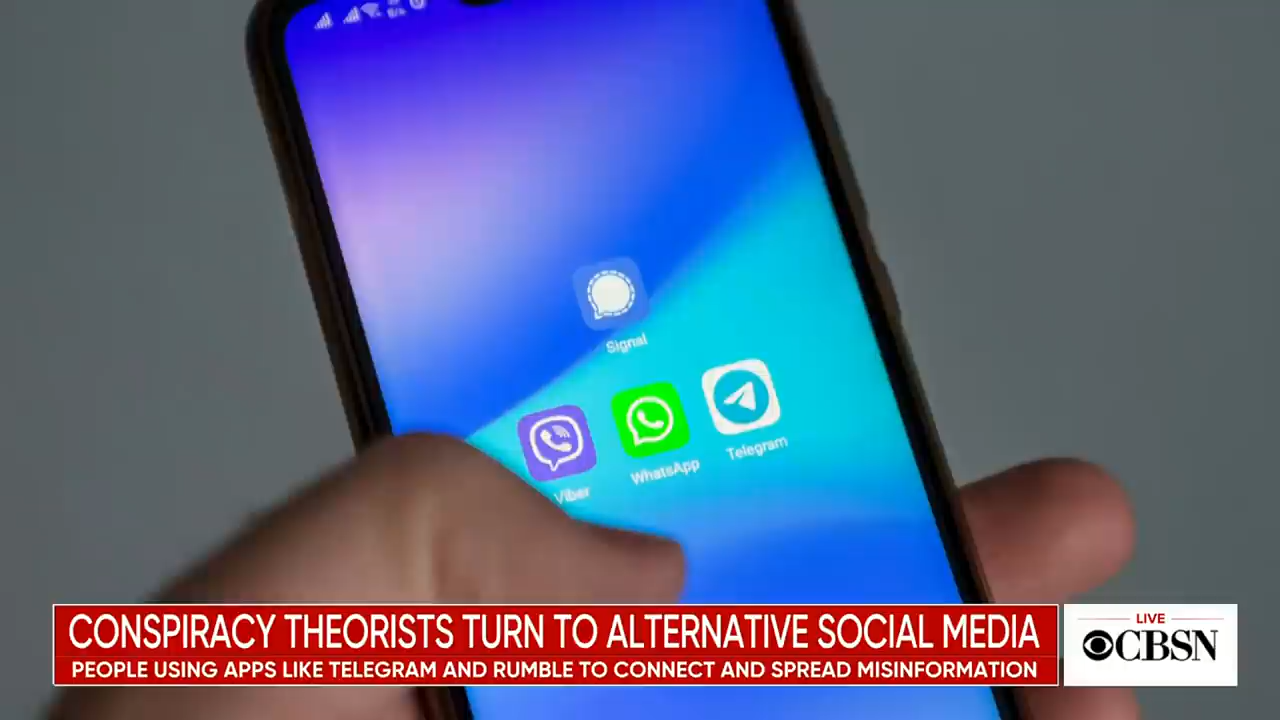 Signal
Viber
WhatsApp
Telegram
CONSPIRACY THEORISTS TURN TO ALTERNATIVE SOCIAL MEDIA
PEOPLE USING APPS LIKE TELEGRAM AND RUMBLE TO CONNECT AND SPREAD MISINFORMATION
LIVE
CBSN